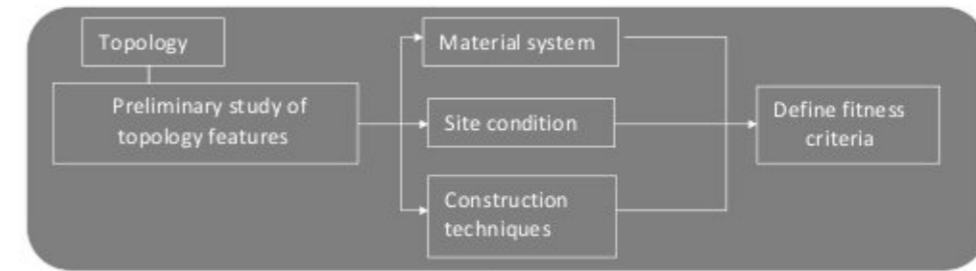 Topology
Preliminary study of
topology features
Material system
Site condition
Construction
techniques
Define fitness
criteria